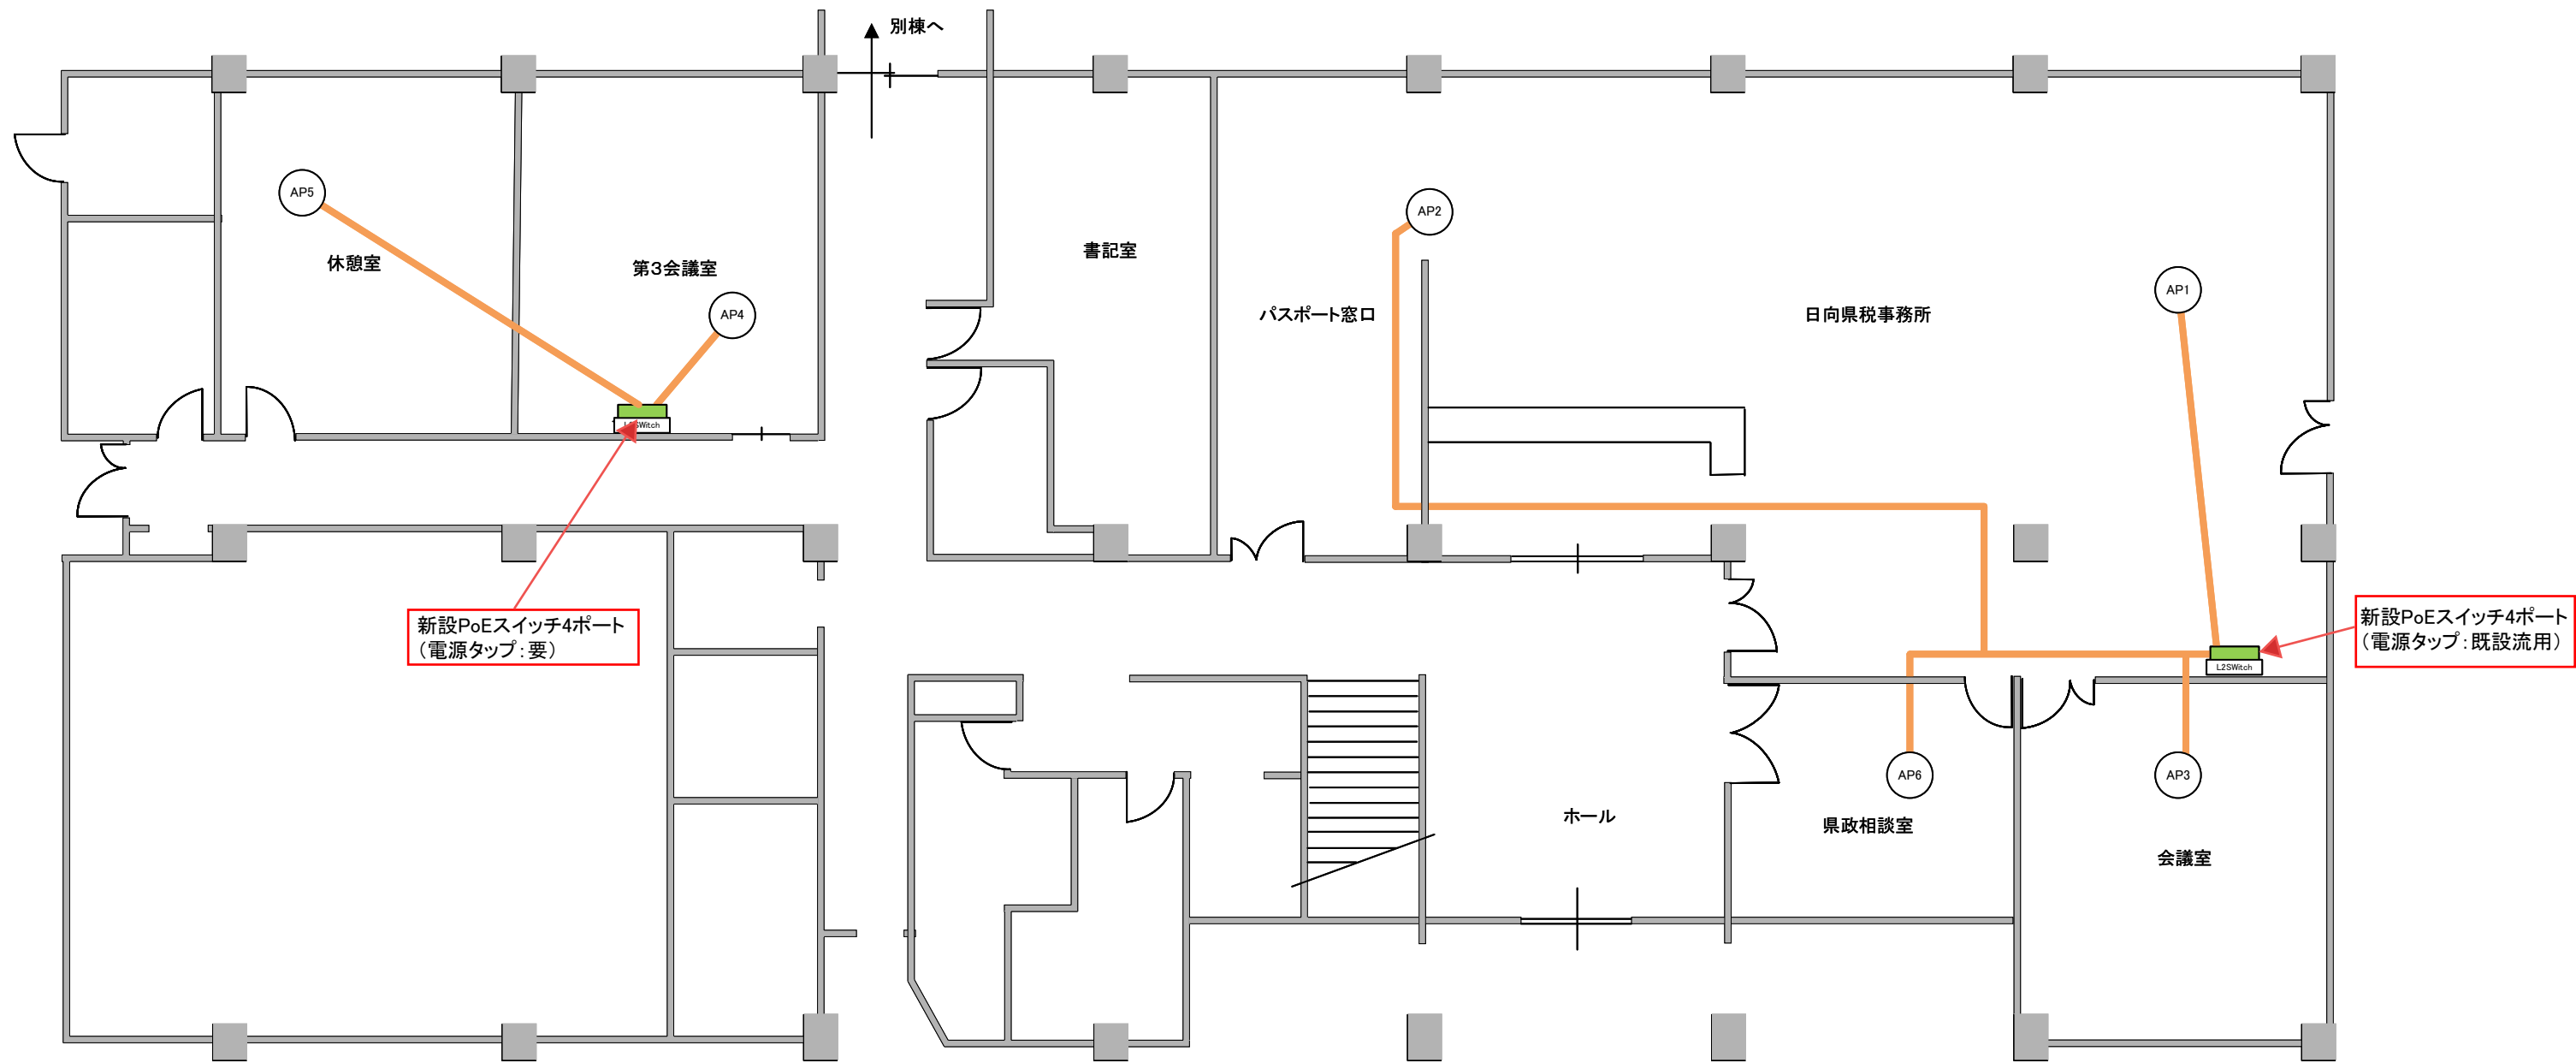 別棟へ
AP5
AP2
書記室
休憩室
第3会議室
AP1
AP4
パスポート窓口
日向県税事務所
L2SWitch
新設PoEスイッチ4ポート
（電源タップ：要）
新設PoEスイッチ4ポート
（電源タップ：既設流用）
L2SWitch
AP6
AP3
ホール
県政相談室
会議室